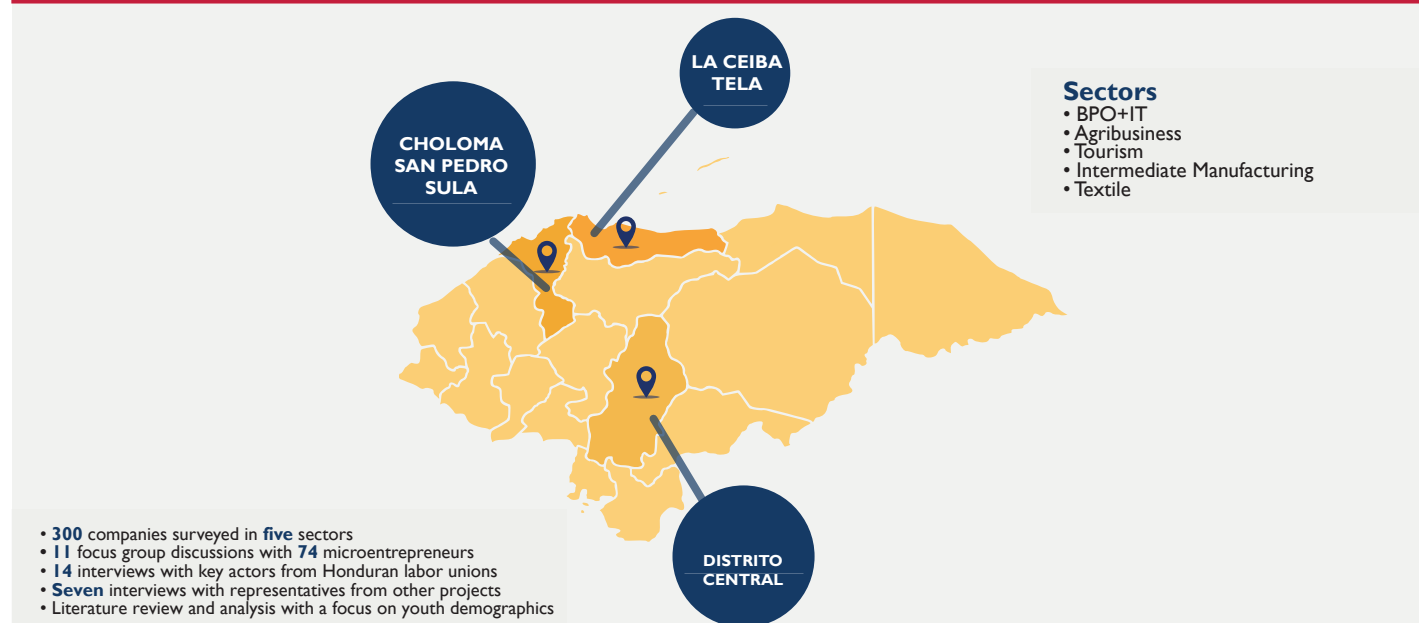 LA CEIBA
TELA
CHOLOMA
SAN PEDRO
SULA
Sectors
• BPO+IT
• Agribusiness
• Tourism
• Intermediate Manufacturing
• Textile
DISTRITO
CENTRAL
• 300 companies surveyed in five sectors
• 11 focus group discussions with 74 microentrepreneurs
• 14 interviews with key actors from Honduran labor unions
• Seven interviews with representatives from other projects
• Literature review and analysis with a focus on youth demographics